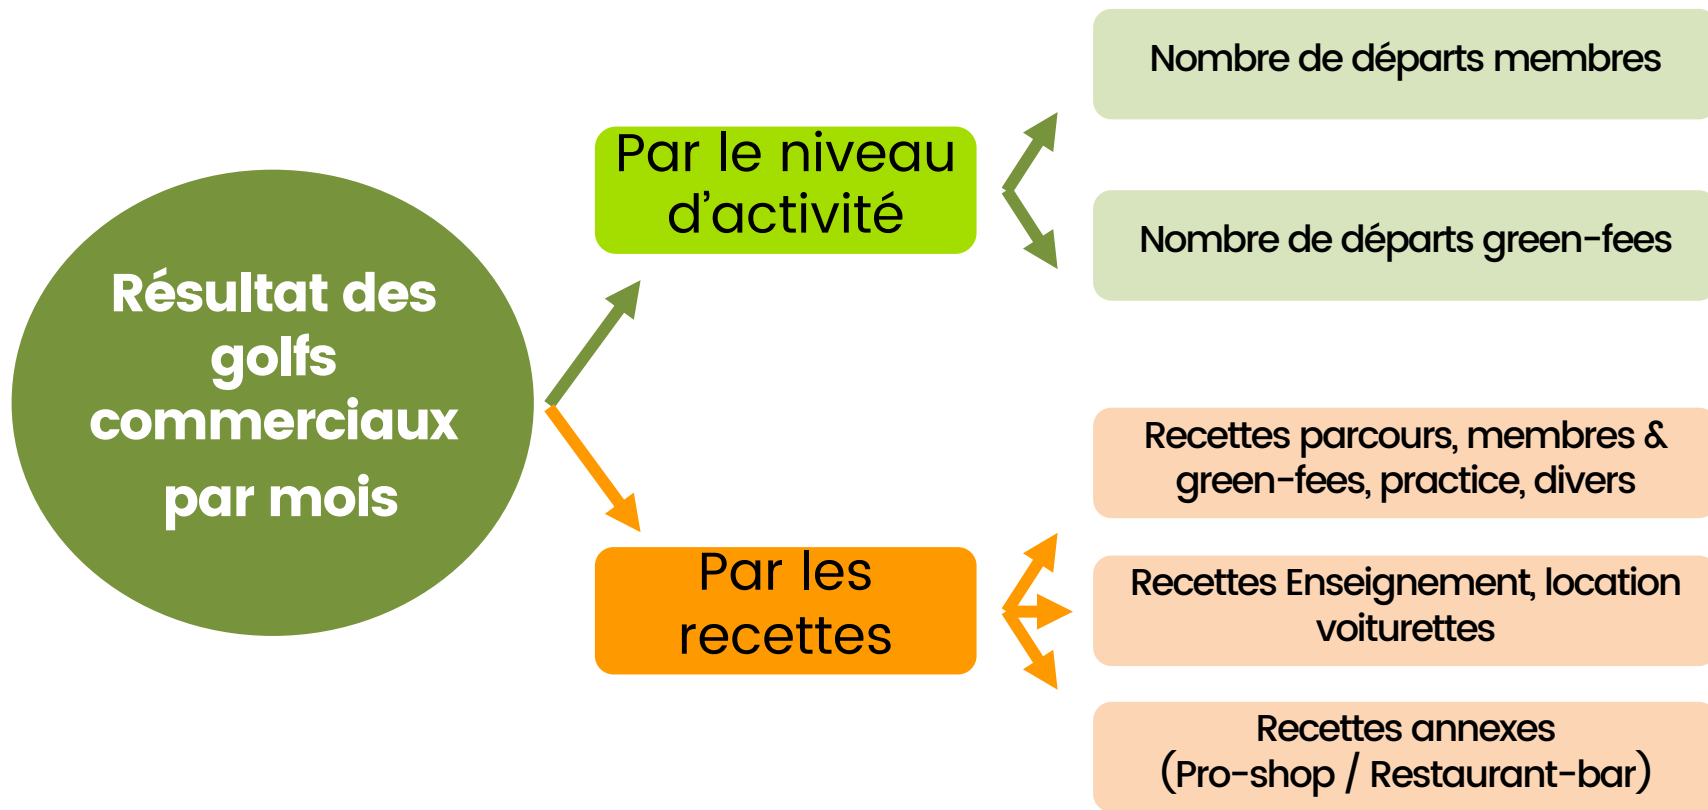 Résultat des
golfs
commerciaux
par mois
Par le niveau
d’activité
Nombre de départs membres
Nombre de départs green-fees
Par les
recettes
Recettes parcours, membres &
green-fees, practice, divers
Recettes Enseignement, location
voiturettes
Recettes annexes
(Pro-shop / Restaurant-bar)